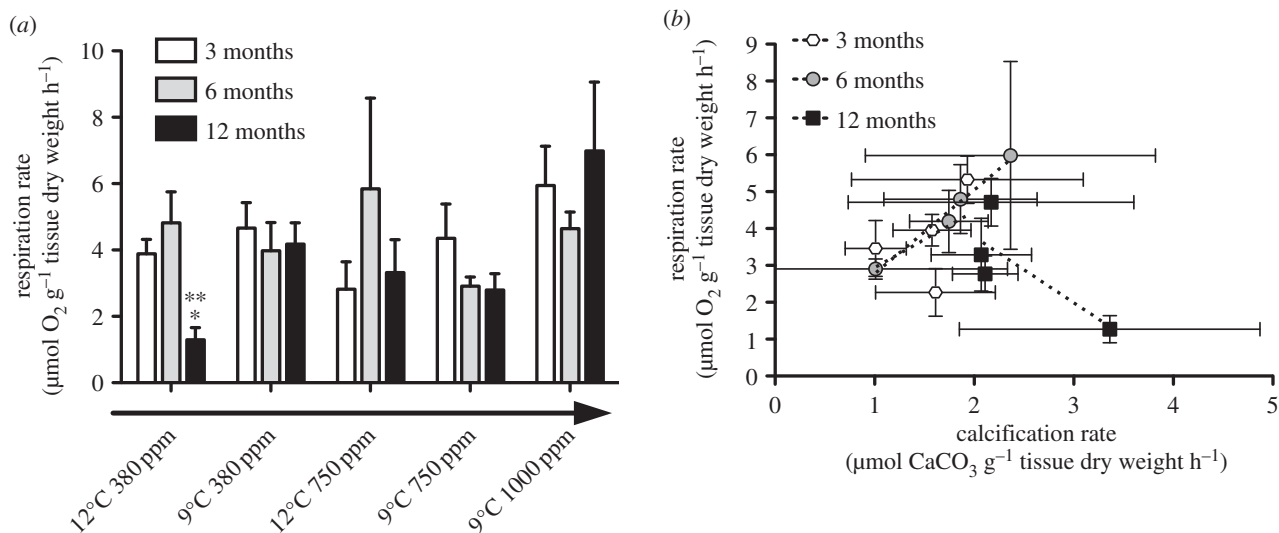 (a)
10
8
6
4
2
0
respiration rate
(µmol O₂ g⁻¹ tissue dry weight h⁻¹)
3 months
6 months
12 months
**
*
12°C 380 ppm
9°C 380 ppm
12°C 750 ppm
9°C 750 ppm
9°C 1000 ppm
(b)
9
8
7
6
5
4
3
2
1
0
respiration rate
(µmol O₂ g⁻¹ tissue dry weight h⁻¹)
3 months
6 months
12 months
0 1 2 3 4 5
calcification rate
(µmol CaCO₃ g⁻¹ tissue dry weight h⁻¹)